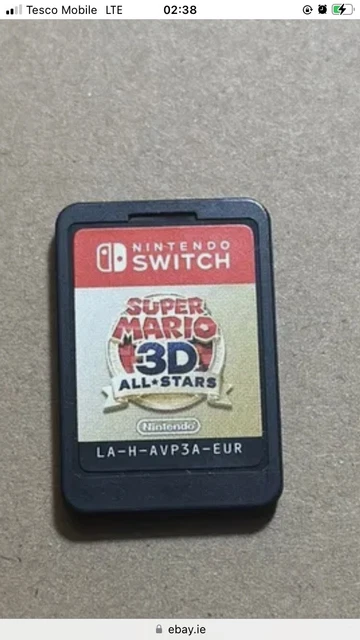 Tesco Mobile LTE 02:38
NINTENDO
SWITCH
SUPER
MARIO
3D
ALL★STARS
Nintendo
LA-H-AVP3A-EUR
ebay.ie